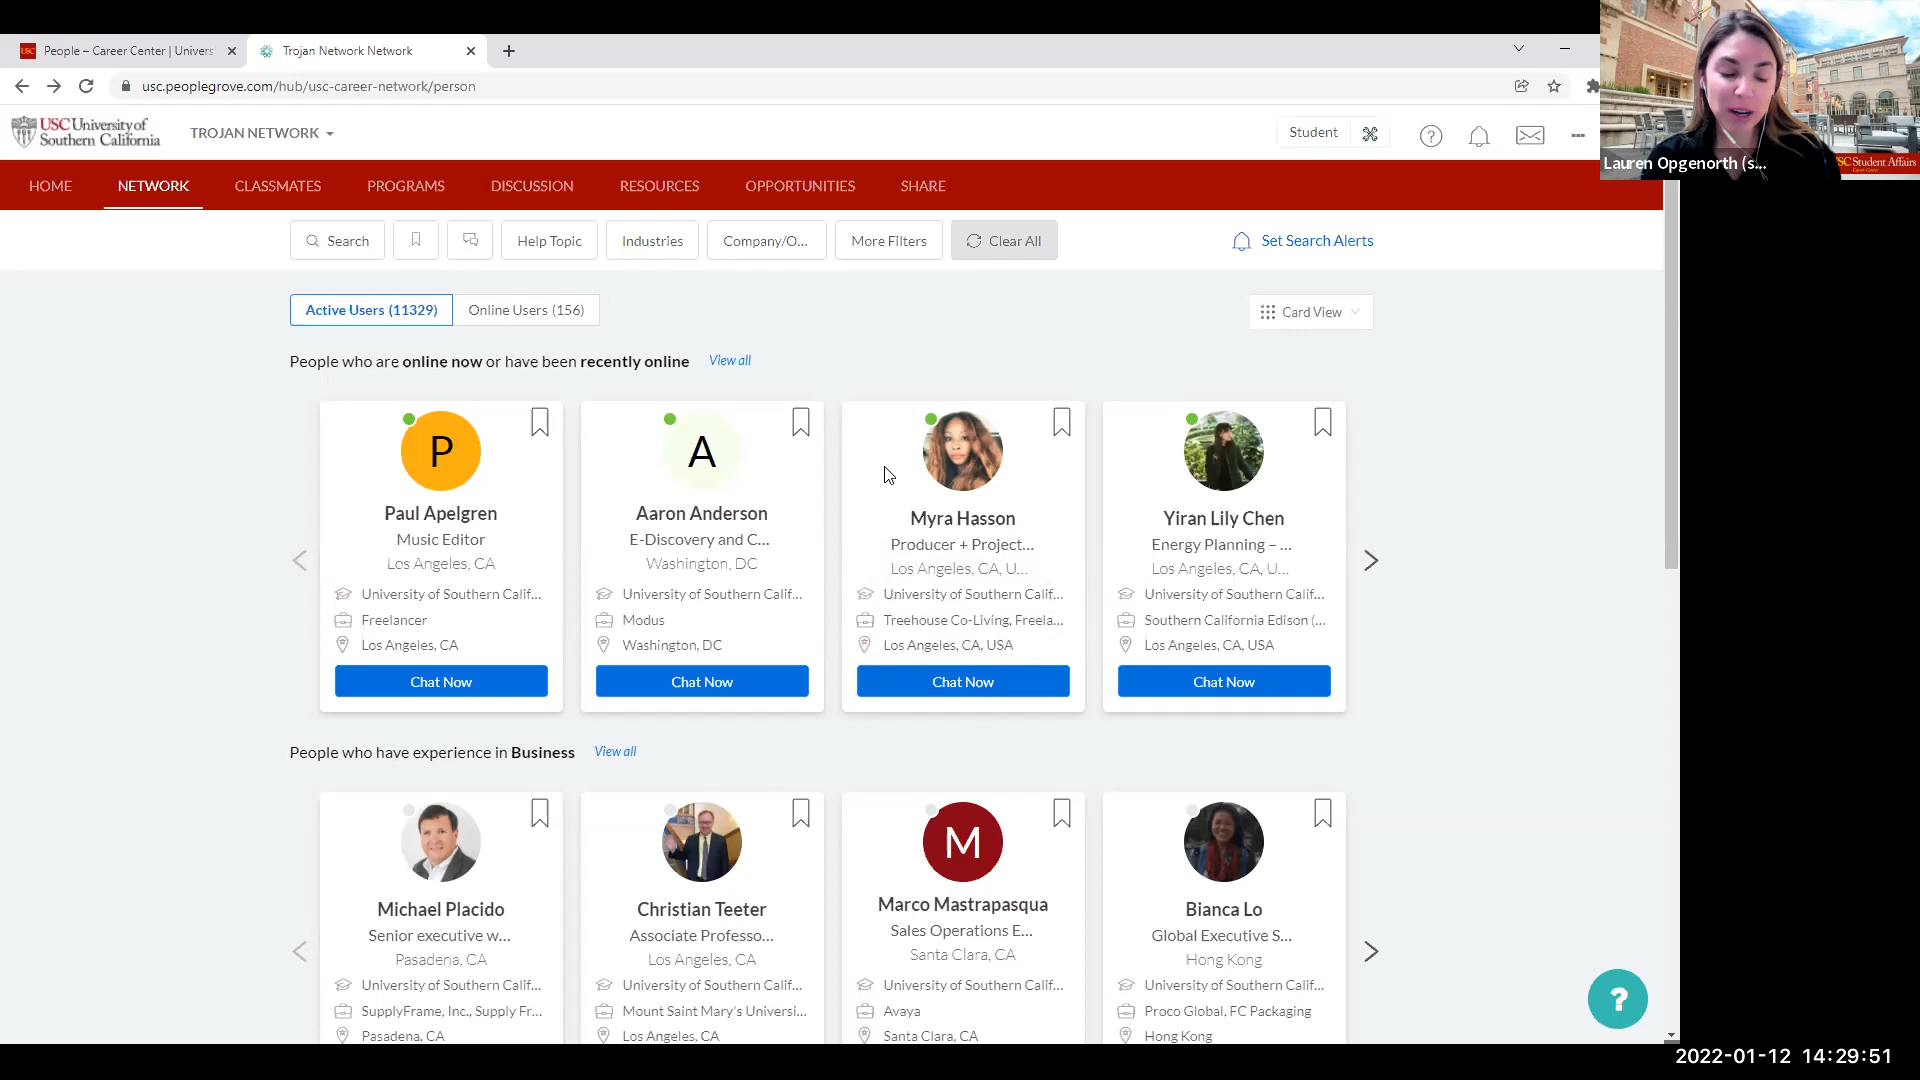 USC People – Career Center | Univers
Trojan Network Network
usc.peoplegrove.com/hub/usc-career-network/person
USC University of
Southern California
TROJAN NETWORK
Student
HOME NETWORK CLASSMATES PROGRAMS DISCUSSION RESOURCES OPPORTUNITIES SHARE
Search Help Topic Industries Company/O... More Filters Clear All Set Search Alerts
Active Users (11329) Online Users (156) Card View
People who are online now or have been recently online View all
P A
Paul Apelgren
Music Editor
Los Angeles, CA
University of Southern Calif...
Freelancer
Los Angeles, CA
Chat Now
Aaron Anderson
E-Discovery and C...
Washington, DC
University of Southern Calif...
Modus
Washington, DC
Chat Now
Myra Hasson
Producer + Project...
Los Angeles, CA, U...
University of Southern Calif...
Treehouse Co-Living, Freela...
Los Angeles, CA, USA
Chat Now
Yiran Lily Chen
Energy Planning – ...
Los Angeles, CA, U...
University of Southern Calif...
Southern California Edison (...
Los Angeles, CA, USA
Chat Now
People who have experience in Business View all
Michael Placido
Senior executive w...
Pasadena, CA
University of Southern Calif...
SupplyFrame, Inc., Supply Fr...
Pasadena, CA
Christian Teeter
Associate Professo...
Los Angeles, CA
University of Southern Calif...
Mount Saint Mary's Universi...
Los Angeles, CA
M
Marco Mastrapasqua
Sales Operations E...
Santa Clara, CA
University of Southern Calif...
Avaya
Santa Clara, CA
Bianca Lo
Global Executive S...
Hong Kong
University of Southern Calif...
Proco Global, FC Packaging
Hong Kong
?
Lauren Opgenorth (s...
SC Student Affairs
Career Center
2022-01-12 14:29:51